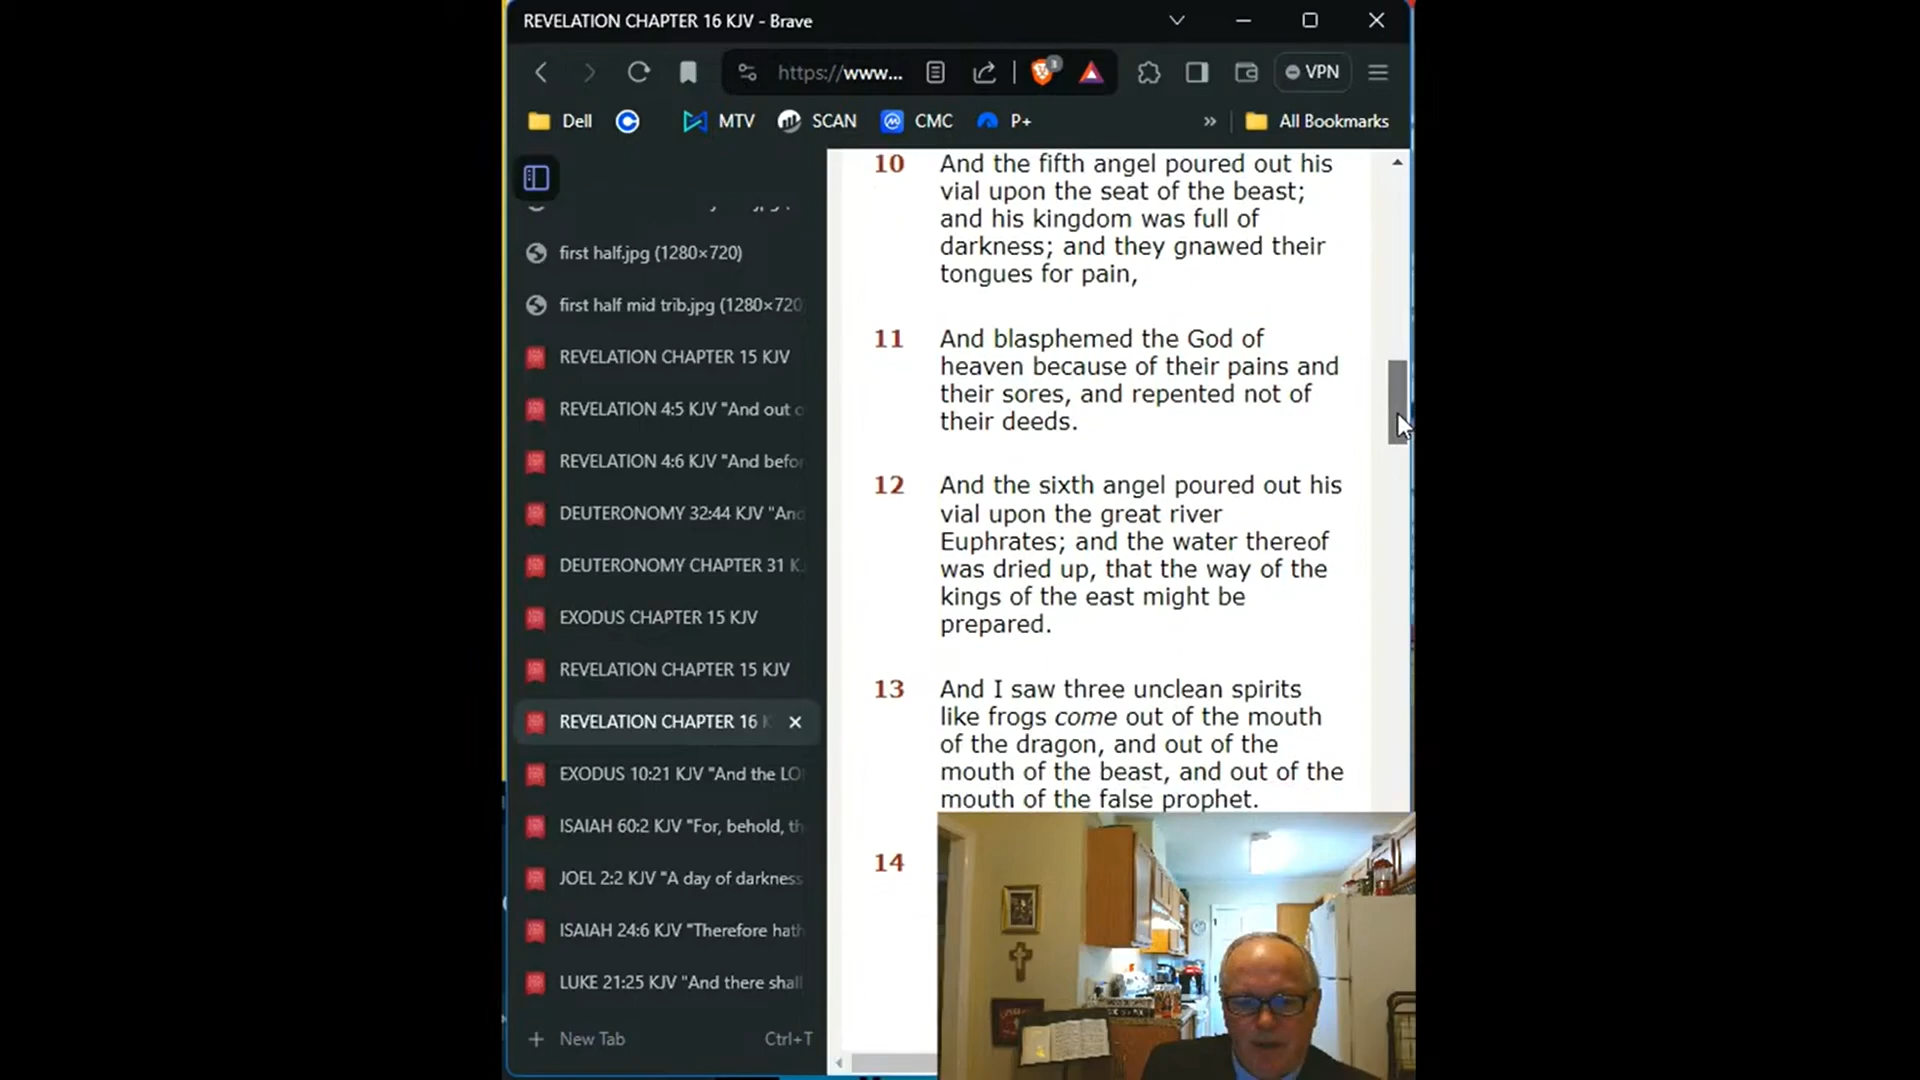 REVELATION CHAPTER 16 KJV - Brave
https://www...
3
VPN
Dell
MTV
SCAN
CMC
P+
»
All Bookmarks
first half.jpg (1280×720)
first half mid trib.jpg (1280×720
REVELATION CHAPTER 15 KJV
REVELATION 4:5 KJV "And out o
REVELATION 4:6 KJV "And befor
DEUTERONOMY 32:44 KJV "And
DEUTERONOMY CHAPTER 31 K
EXODUS CHAPTER 15 KJV
REVELATION CHAPTER 15 KJV
REVELATION CHAPTER 16 K
EXODUS 10:21 KJV "And the LO
ISAIAH 60:2 KJV "For, behold, th
JOEL 2:2 KJV "A day of darkness
ISAIAH 24:6 KJV "Therefore hath
LUKE 21:25 KJV "And there shall
New Tab Ctrl+T
10 And the fifth angel poured out his
vial upon the seat of the beast;
and his kingdom was full of
darkness; and they gnawed their
tongues for pain,
11 And blasphemed the God of
heaven because of their pains and
their sores, and repented not of
their deeds.
12 And the sixth angel poured out his
vial upon the great river
Euphrates; and the water thereof
was dried up, that the way of the
kings of the east might be
prepared.
13 And I saw three unclean spirits
like frogs come out of the mouth
of the dragon, and out of the
mouth of the beast, and out of the
mouth of the false prophet.
14